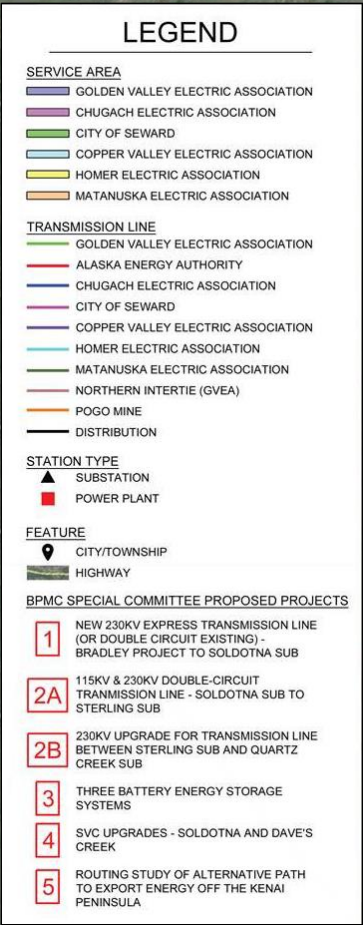 LEGEND
SERVICE AREA
GOLDEN VALLEY ELECTRIC ASSOCIATION
CHUGACH ELECTRIC ASSOCIATION
CITY OF SEWARD
COPPER VALLEY ELECTRIC ASSOCIATION
HOMER ELECTRIC ASSOCIATION
MATANUSKA ELECTRIC ASSOCIATION
TRANSMISSION LINE
GOLDEN VALLEY ELECTRIC ASSOCIATION
ALASKA ENERGY AUTHORITY
CHUGACH ELECTRIC ASSOCIATION
CITY OF SEWARD
COPPER VALLEY ELECTRIC ASSOCIATION
HOMER ELECTRIC ASSOCIATION
MATANUSKA ELECTRIC ASSOCIATION
NORTHERN INTERTIE (GVEA)
POGO MINE
DISTRIBUTION
STATION TYPE
SUBSTATION
POWER PLANT
FEATURE
CITY/TOWNSHIP
HIGHWAY
BPMC SPECIAL COMMITTEE PROPOSED PROJECTS
1
NEW 230KV EXPRESS TRANSMISSION LINE
(OR DOUBLE CIRCUIT EXISTING) -
BRADLEY PROJECT TO SOLDOTNA SUB
2A
115KV & 230KV DOUBLE-CIRCUIT
TRANMISSION LINE - SOLDOTNA SUB TO
STERLING SUB
2B
230KV UPGRADE FOR TRANSMISSION LINE
BETWEEN STERLING SUB AND QUARTZ
CREEK SUB
3
THREE BATTERY ENERGY STORAGE
SYSTEMS
4
SVC UPGRADES - SOLDOTNA AND DAVE'S
CREEK
5
ROUTING STUDY OF ALTERNATIVE PATH
TO EXPORT ENERGY OFF THE KENAI
PENINSULA